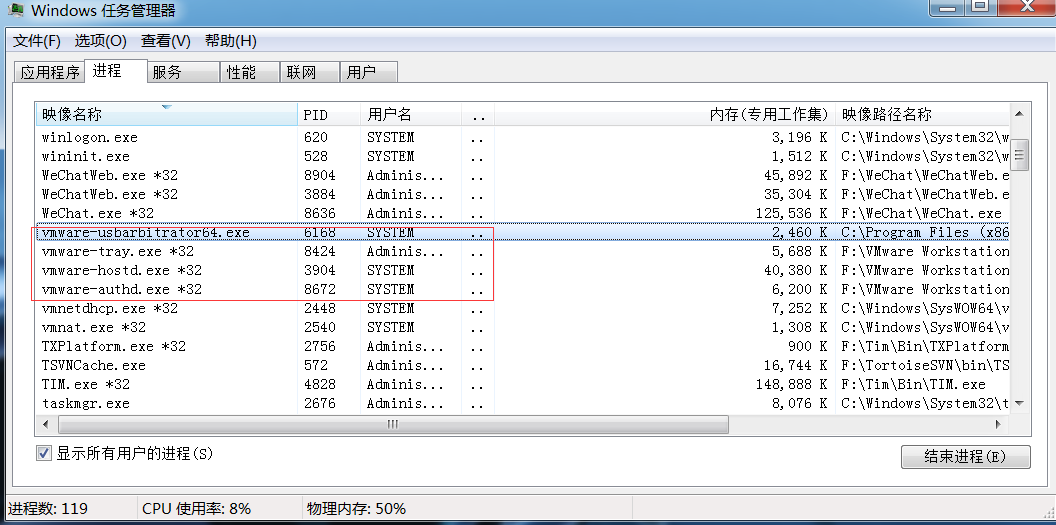 Windows 任务管理器
文件(F) 选项(O) 查看(V) 帮助(H)
应用程序 进程 服务 性能 联网 用户
映像名称 PID 用户名 .. 内存(专用工作集) 映像路径名称
winlogon.exe 620 SYSTEM .. 3,196 K C:\Windows\System32\w
wininit.exe 528 SYSTEM .. 1,512 K C:\Windows\System32\w
WeChatWeb.exe *32 8904 Adminis... .. 45,892 K F:\WeChat\WeChatWeb.e
WeChatWeb.exe *32 3884 Adminis... .. 35,304 K F:\WeChat\WeChatWeb.e
WeChat.exe *32 8636 Adminis... .. 125,536 K F:\WeChat\WeChat.exe
vmware-usbarbitrator64.exe 6168 SYSTEM .. 2,460 K C:\Program Files (x86
vmware-tray.exe *32 8424 Adminis... .. 5,688 K F:\VMware Workstation
vmware-hostd.exe *32 3904 SYSTEM .. 40,380 K F:\VMware Workstation
vmware-authd.exe *32 8672 SYSTEM .. 6,200 K F:\VMware Workstation
vmnetdhcp.exe *32 2448 SYSTEM .. 7,252 K C:\Windows\SysWOW64\v
vmnat.exe *32 2540 SYSTEM .. 1,308 K C:\Windows\SysWOW64\v
TXPlatform.exe *32 2756 Adminis... .. 900 K F:\Tim\Bin\TXPlatform
TSVNCache.exe 572 Adminis... .. 16,744 K F:\TortoiseSVN\bin\TS
TIM.exe *32 4828 Adminis... .. 148,888 K F:\Tim\Bin\TIM.exe
taskmgr.exe 2676 Adminis... .. 8,076 K C:\Windows\System32\t
显示所有用户的进程(S) 结束进程(E)
进程数: 119 CPU 使用率: 8% 物理内存: 50%